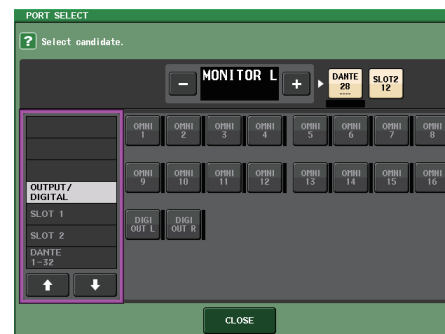 PORT SELECT
? Select candidate.
− MONITOR L + DANTE 28 ---- SLOT2 12
OMNI 1 OMNI 2 OMNI 3 OMNI 4 OMNI 5 OMNI 6 OMNI 7 OMNI 8
OMNI 9 OMNI 10 OMNI 11 OMNI 12 OMNI 13 OMNI 14 OMNI 15 OMNI 16
DIGI OUT L DIGI OUT R
OUTPUT/
DIGITAL
SLOT 1
SLOT 2
DANTE
1-32
CLOSE